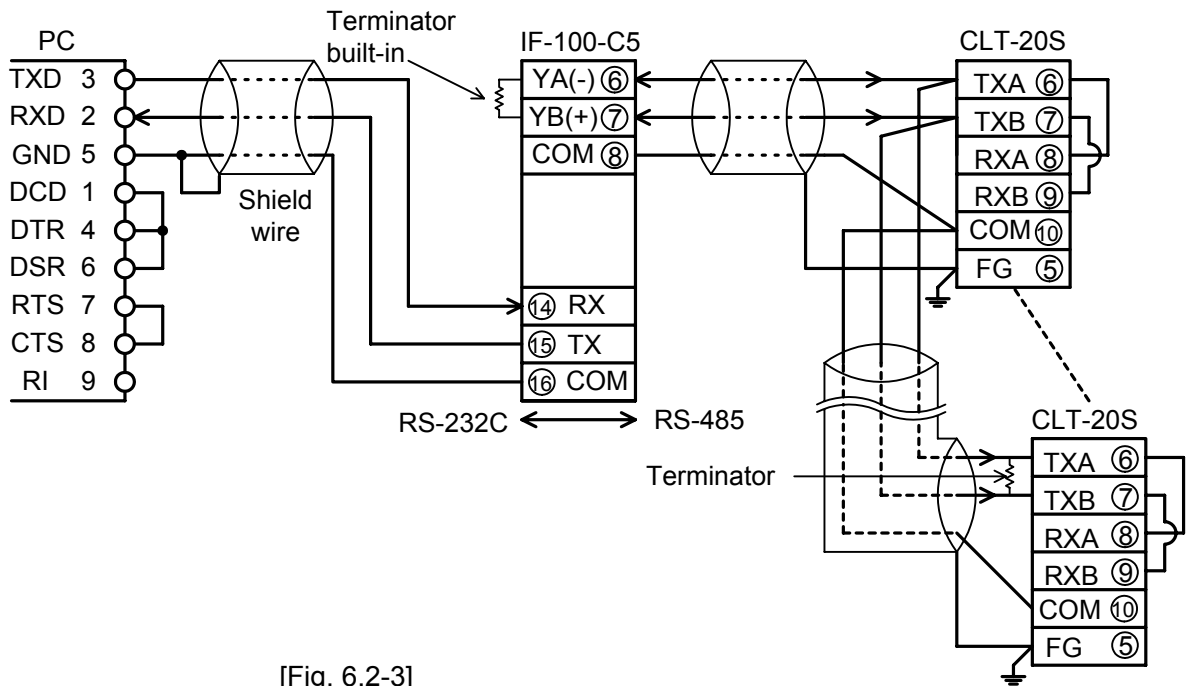 PC
TXD 3
RXD 2
GND 5
DCD 1
DTR 4
DSR 6
RTS 7
CTS 8
RI 9
Shield
wire
Terminator
built-in
IF-100-C5
YA(-) ⑥
YB(+) ⑦
COM ⑧
⑭ RX
⑮ TX
⑯ COM
RS-232C
RS-485
CLT-20S
TXA ⑥
TXB ⑦
RXA ⑧
RXB ⑨
COM ⑩
FG ⑤
Terminator
CLT-20S
TXA ⑥
TXB ⑦
RXA ⑧
RXB ⑨
COM ⑩
FG ⑤
[Fig. 6.2-3]